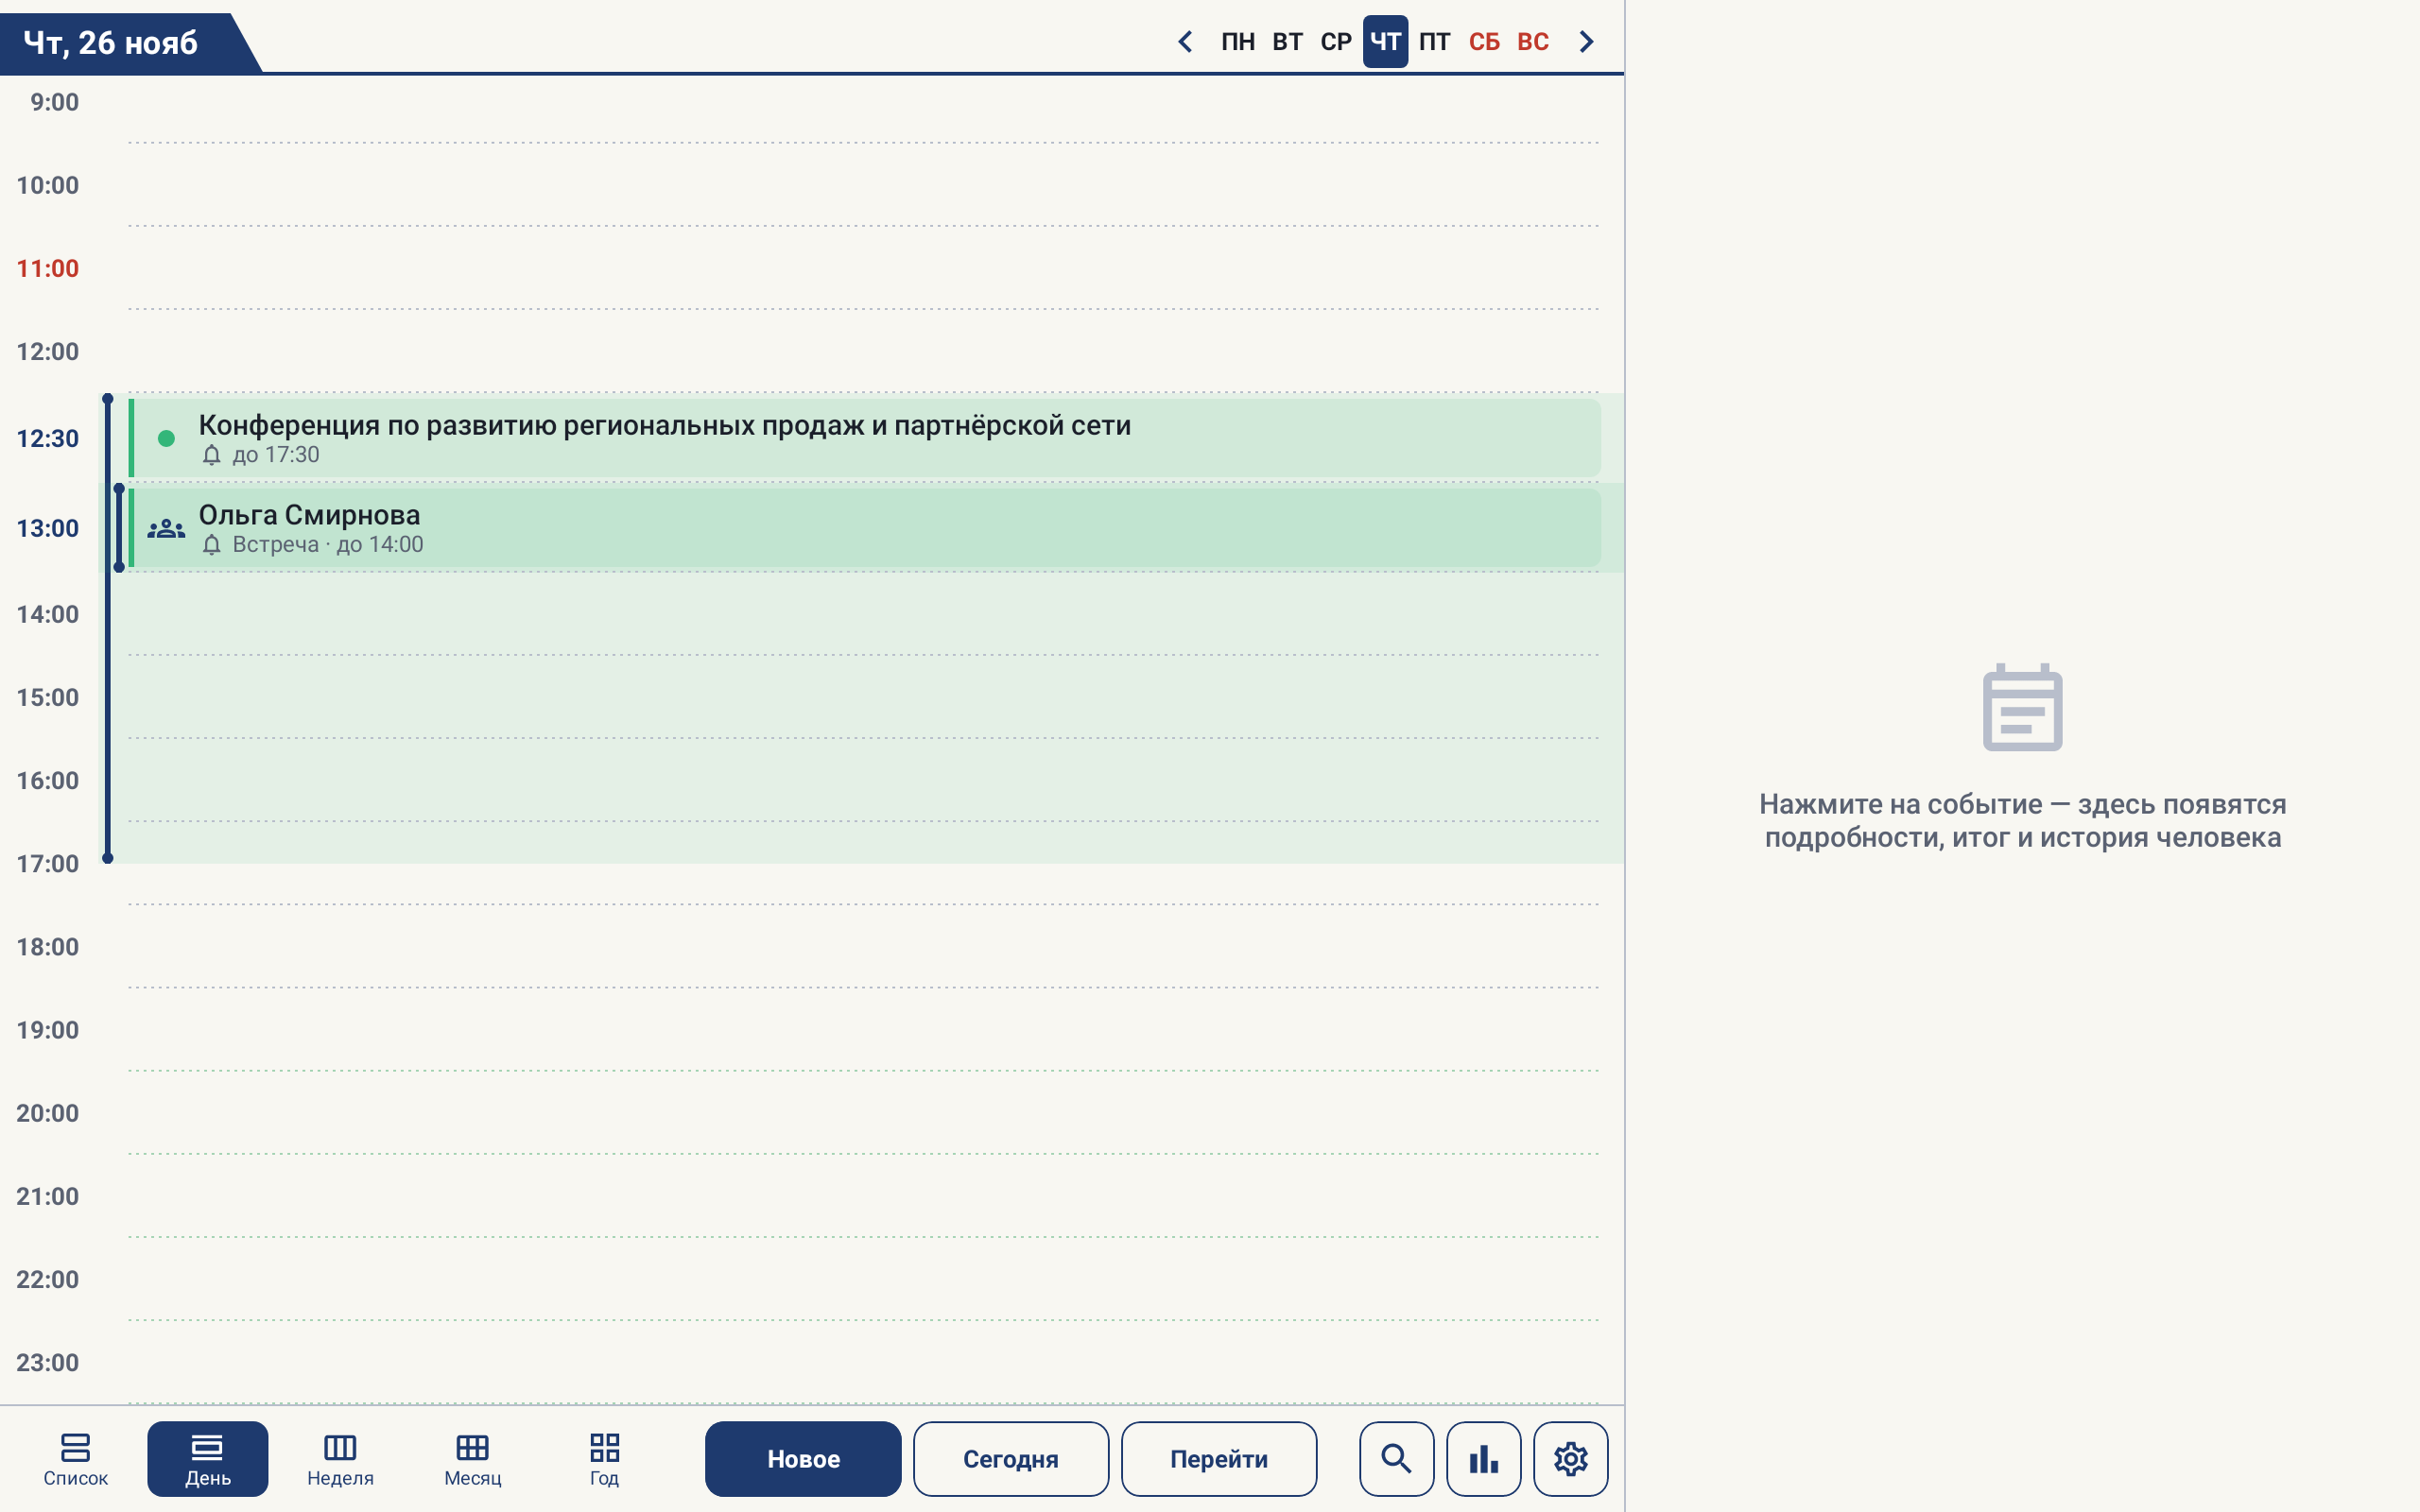 Чт, 26 нояб
ПН ВТ СР ЧТ ПТ СБ ВС
9:00
10:00
11:00
12:00
12:30
Конференция по развитию региональных продаж и партнёрской сети
до 17:30
13:00
Ольга Смирнова
Встреча · до 14:00
14:00
15:00
16:00
17:00
18:00
19:00
20:00
21:00
22:00
23:00
Нажмите на событие — здесь появятся
подробности, итог и история человека
Список День Неделя Месяц Год Новое Сегодня Перейти